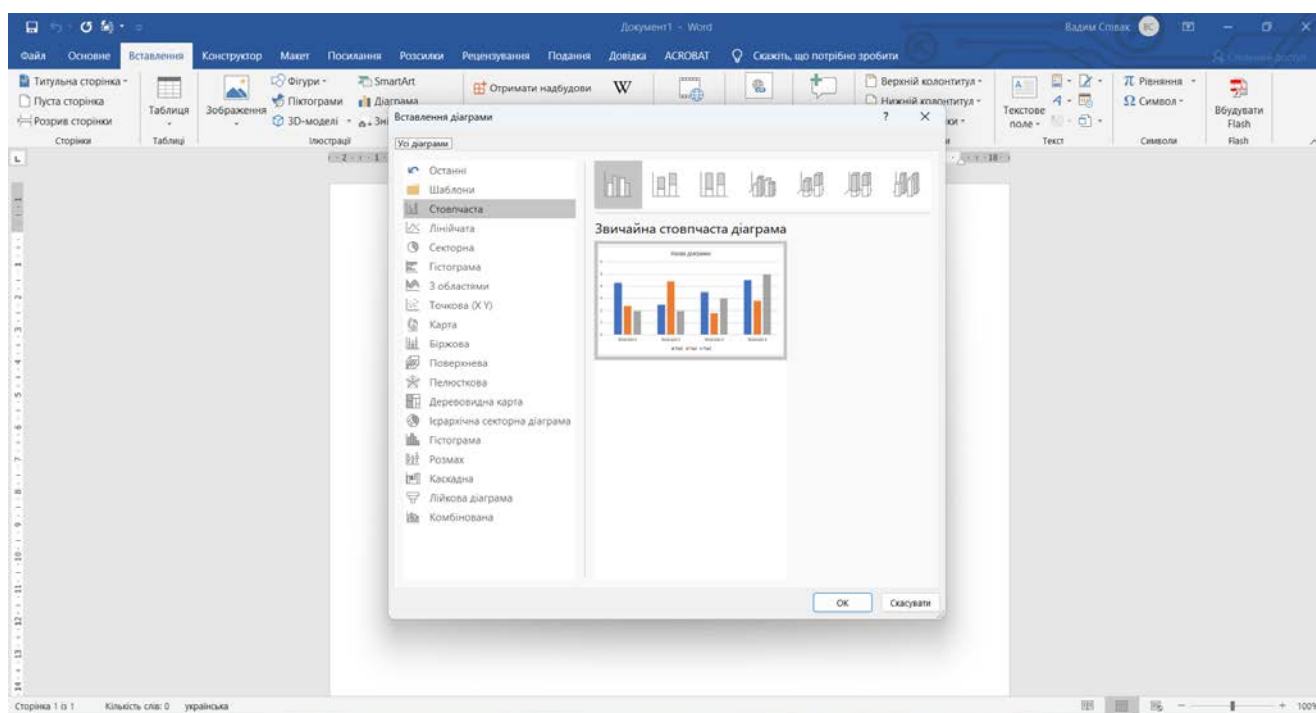 Документ1 - Word
Вадим Співак
ВС
Файл Основне Вставлення Конструктор Макет Посилання Розсилки Рецензування Подання Довідка ACROBAT Скажіть, що потрібно зробити
Титульна сторінка
Пуста сторінка
Розрив сторінки
Сторінки
Таблиця
Таблиці
Зображення
Фігури
Піктограми
3D-моделі
SmartArt
Діаграма
Ілюстрації
Отримати надбудови
W
Верхній колонтитул
Нижній колонтитул
Текстове поле
Текст
Рівняння
Символ
Символи
Вбудувати Flash
Flash
Вставлення діаграми
? ×
Усі діаграми
Останні
Шаблони
Стовпчаста
Лінійчата
Секторна
Гістограма
З областями
Точкова (X Y)
Карта
Біржова
Поверхнева
Пелюсткова
Деревовидна карта
Ієрархічна секторна діаграма
Гістограма
Розмах
Каскадна
Лійкова діаграма
Комбінована
Звичайна стовпчаста діаграма
Назва діаграми
ОК Скасувати
Сторінка 1 із 1 Кількість слів: 0 українська
100%